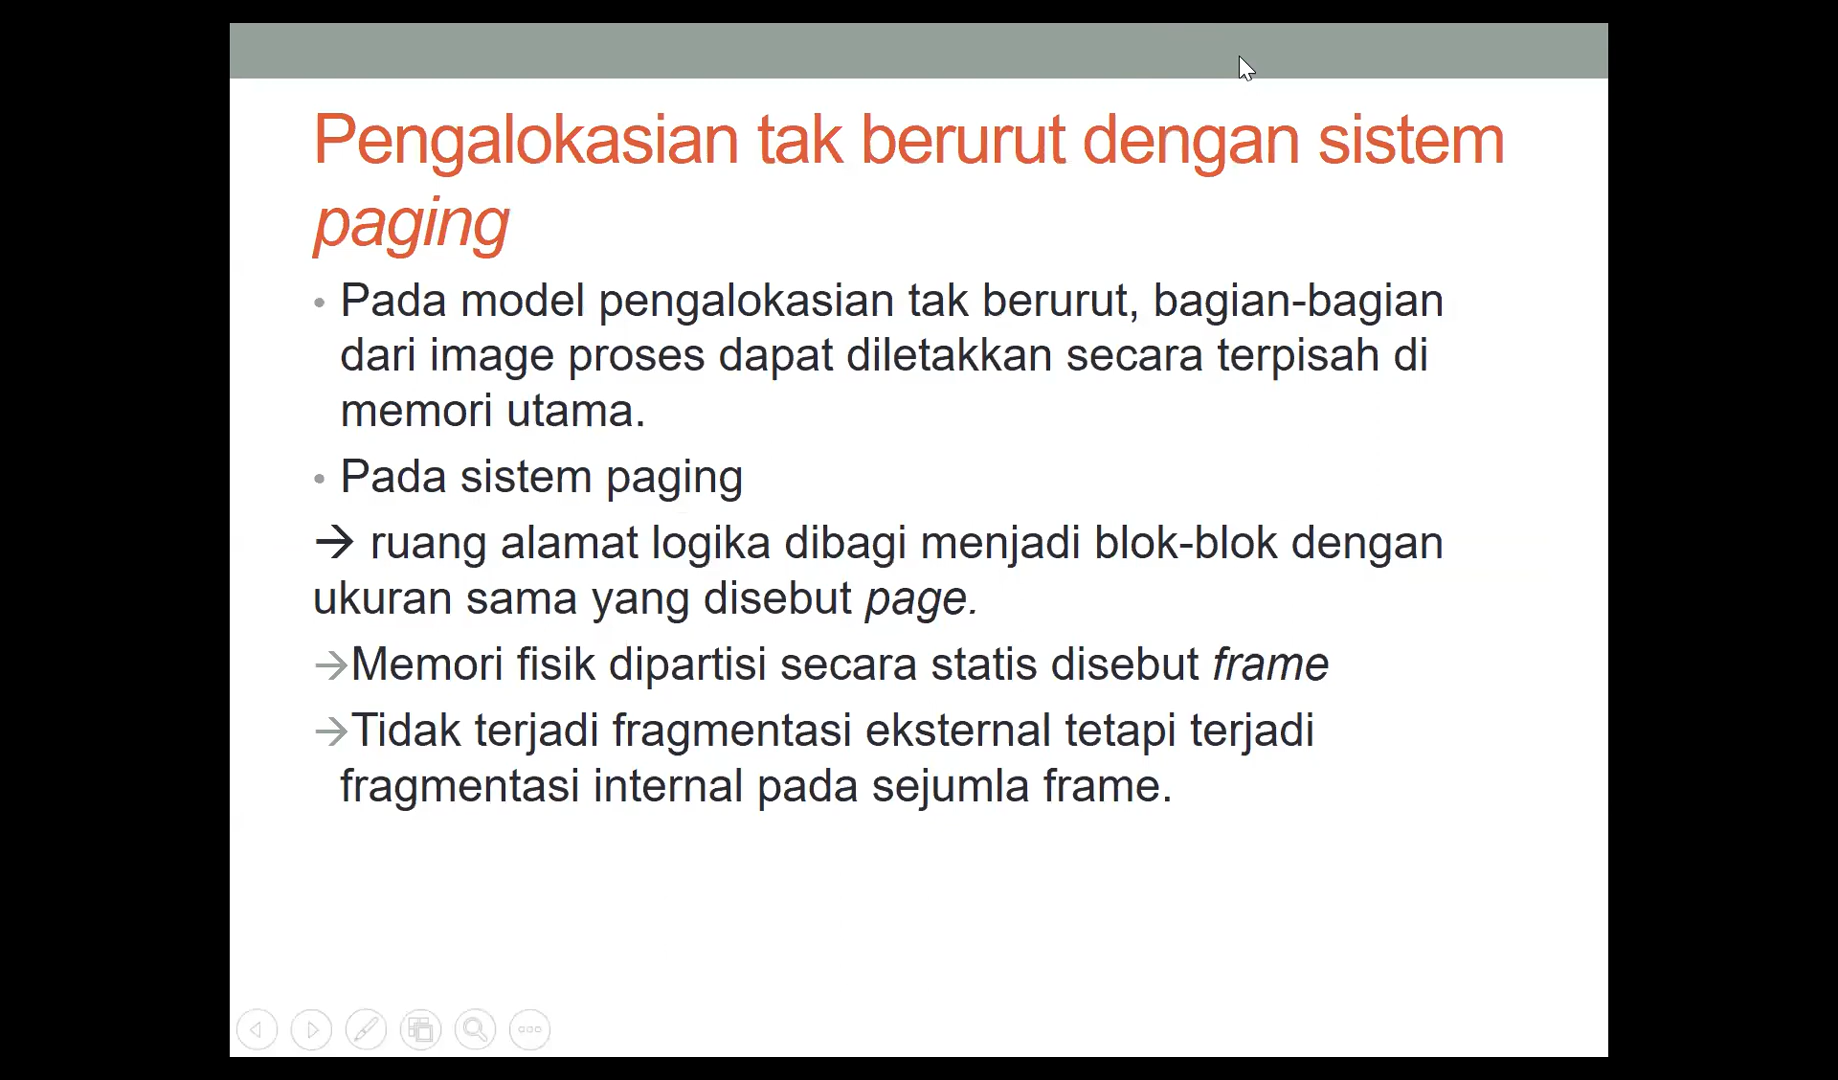 Pengalokasian tak berurut dengan sistem
paging
• Pada model pengalokasian tak berurut, bagian-bagian
dari image proses dapat diletakkan secara terpisah di
memori utama.
• Pada sistem paging
→ ruang alamat logika dibagi menjadi blok-blok dengan
ukuran sama yang disebut page.
→Memori fisik dipartisi secara statis disebut frame
→Tidak terjadi fragmentasi eksternal tetapi terjadi
fragmentasi internal pada sejumla frame.